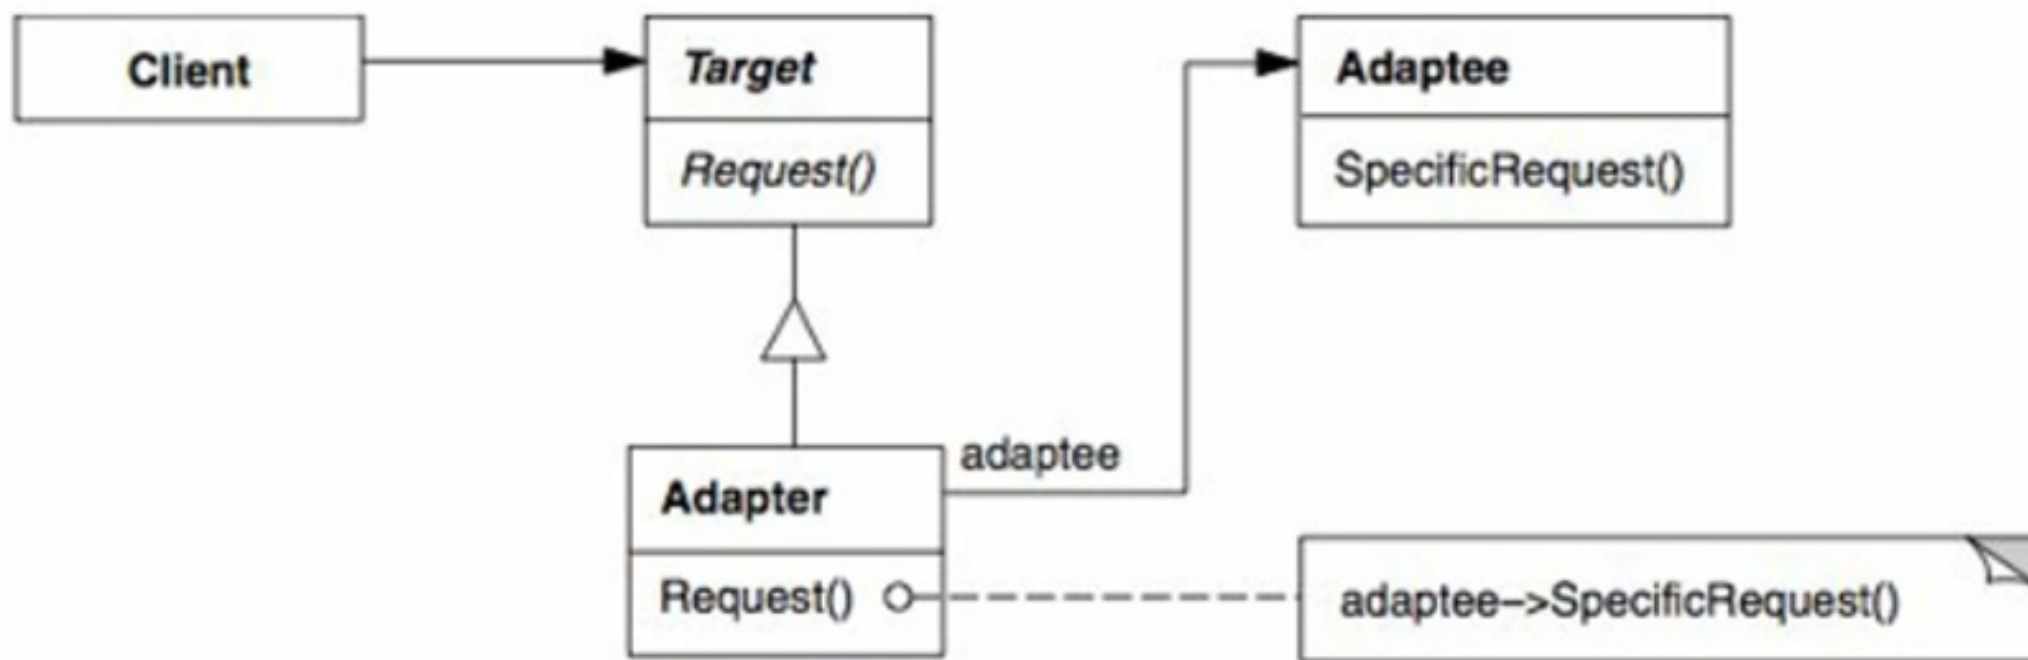 Client
Target
Request()
Adaptee
SpecificRequest()
adaptee
Adapter
Request()
adaptee–>SpecificRequest()